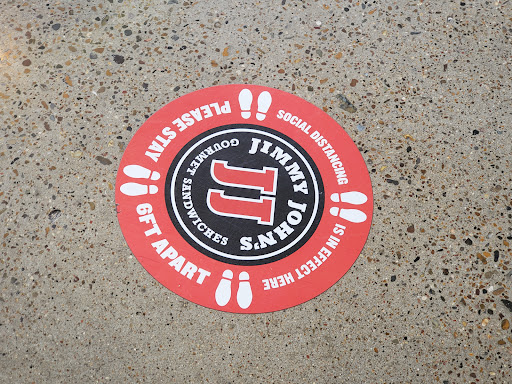 PLEASE STAY
6FT APART
SOCIAL DISTANCING
IS IN EFFECT HERE
JIMMY JOHN'S
JJ
GOURMET SANDWICHES